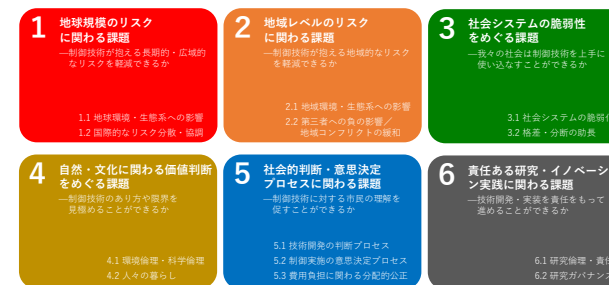 1
地球規模のリスク
に関わる課題
―制御技術が抱える長期的・広域的
なリスクを軽減できるか
1.1 地球環境・生態系への影響
1.2 国際的なリスク分散・協調
2
地域レベルのリスク
に関わる課題
―制御技術が抱える地域的なリスク
を軽減できるか
2.1 地域環境・生態系への影響
2.2 第三者への負の影響／
地域コンフリクトの緩和
3
社会システムの脆弱性
をめぐる課題
―我々の社会は制御技術を上手に
使い込なすことができるか
3.1 社会システムの脆弱
3.2 格差・分断の助長
4
自然・文化に関わる価値判断
をめぐる課題
―制御技術のあり方や限界を
見極めることができるか
4.1 環境倫理・科学倫理
4.2 人々の暮らし
5
社会的判断・意思決定
プロセスに関わる課題
―制御技術に対する市民の理解を
促すことができるか
5.1 技術開発の判断プロセス
5.2 制御実施の意思決定プロセス
5.3 費用負担に関わる分配的公正
6
責任ある研究・イノベーシ
ン実践に関わる課題
―技術開発・実装を責任をもって
進めることができるか
6.1 研究倫理・責
6.2 研究ガバナンス